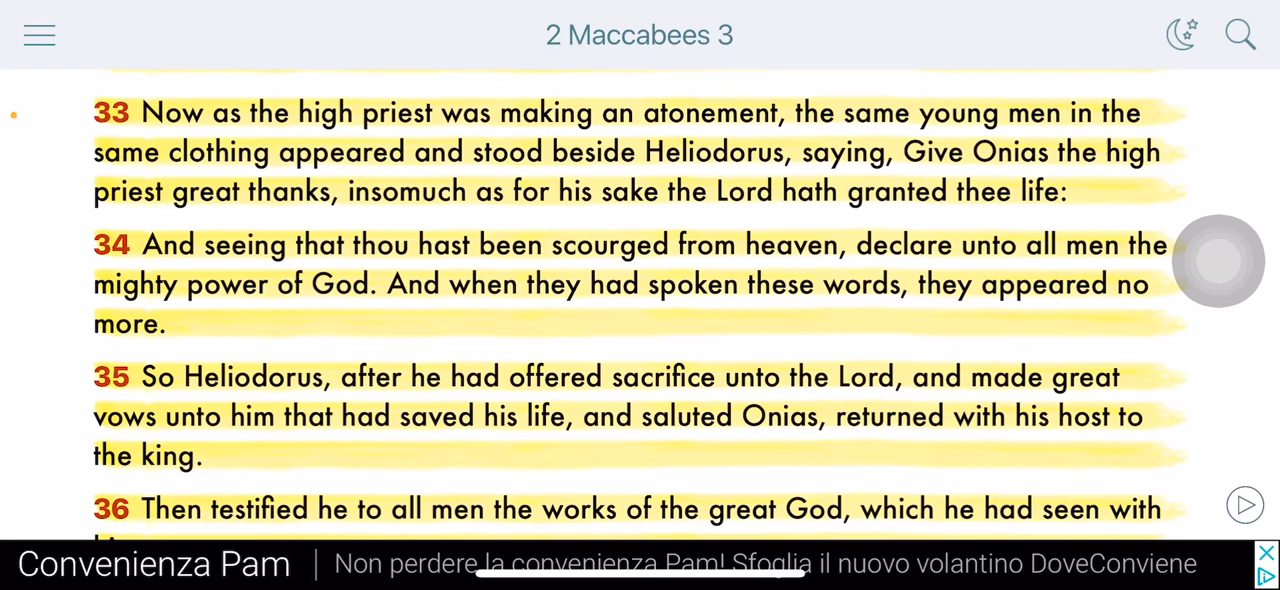 2 Maccabees 3
33 Now as the high priest was making an atonement, the same young men in the
same clothing appeared and stood beside Heliodorus, saying, Give Onias the high
priest great thanks, insomuch as for his sake the Lord hath granted thee life:
34 And seeing that thou hast been scourged from heaven, declare unto all men the
mighty power of God. And when they had spoken these words, they appeared no
more.
35 So Heliodorus, after he had offered sacrifice unto the Lord, and made great
vows unto him that had saved his life, and saluted Onias, returned with his host to
the king.
36 Then testified he to all men the works of the great God, which he had seen with
Convenienza Pam | Non perdere la convenienza Pam! Sfoglia il nuovo volantino DoveConviene